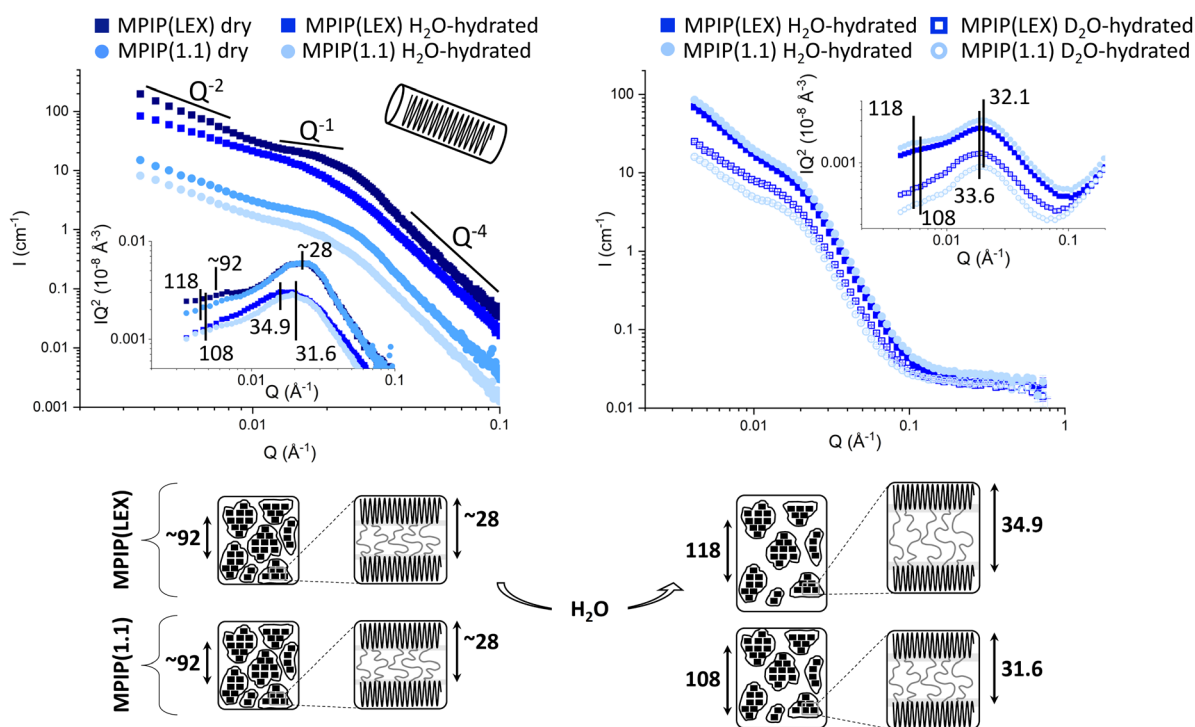 MPIP(LEX) dry
MPIP(LEX) H₂O-hydrated
MPIP(1.1) dry
MPIP(1.1) H₂O-hydrated
100
10
1
0.1
0.01
0.001
I (cm⁻¹)
Q⁻²
Q⁻¹
Q⁻⁴
0.01
0.001
IQ² (10⁻⁸ Å⁻³)
118
~92
~28
108
34.9
31.6
0.01
0.1
Q (Å⁻¹)
0.01
0.1
Q (Å⁻¹)
MPIP(LEX) H₂O-hydrated
MPIP(LEX) D₂O-hydrated
MPIP(1.1) H₂O-hydrated
MPIP(1.1) D₂O-hydrated
100
10
1
0.1
0.01
I (cm⁻¹)
IQ² (10⁻⁸ Å⁻³)
0.001
118
32.1
33.6
108
0.01
0.1
Q (Å⁻¹)
0.01
0.1
1
Q (Å⁻¹)
MPIP(LEX)
~92
~28
MPIP(1.1)
~92
~28
H₂O
118
34.9
108
31.6